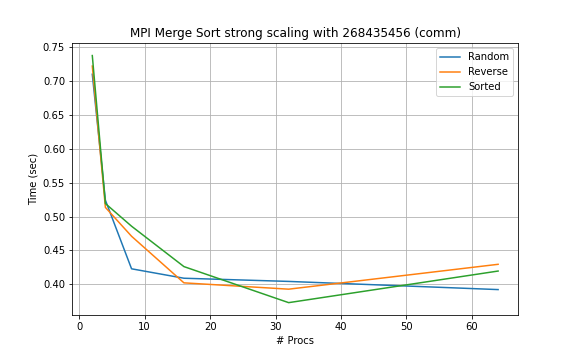 MPI Merge Sort strong scaling with 268435456 (comm)
Random
Reverse
Sorted
Time (sec)
0.75
0.70
0.65
0.60
0.55
0.50
0.45
0.40
0 10 20 30 40 50 60
# Procs